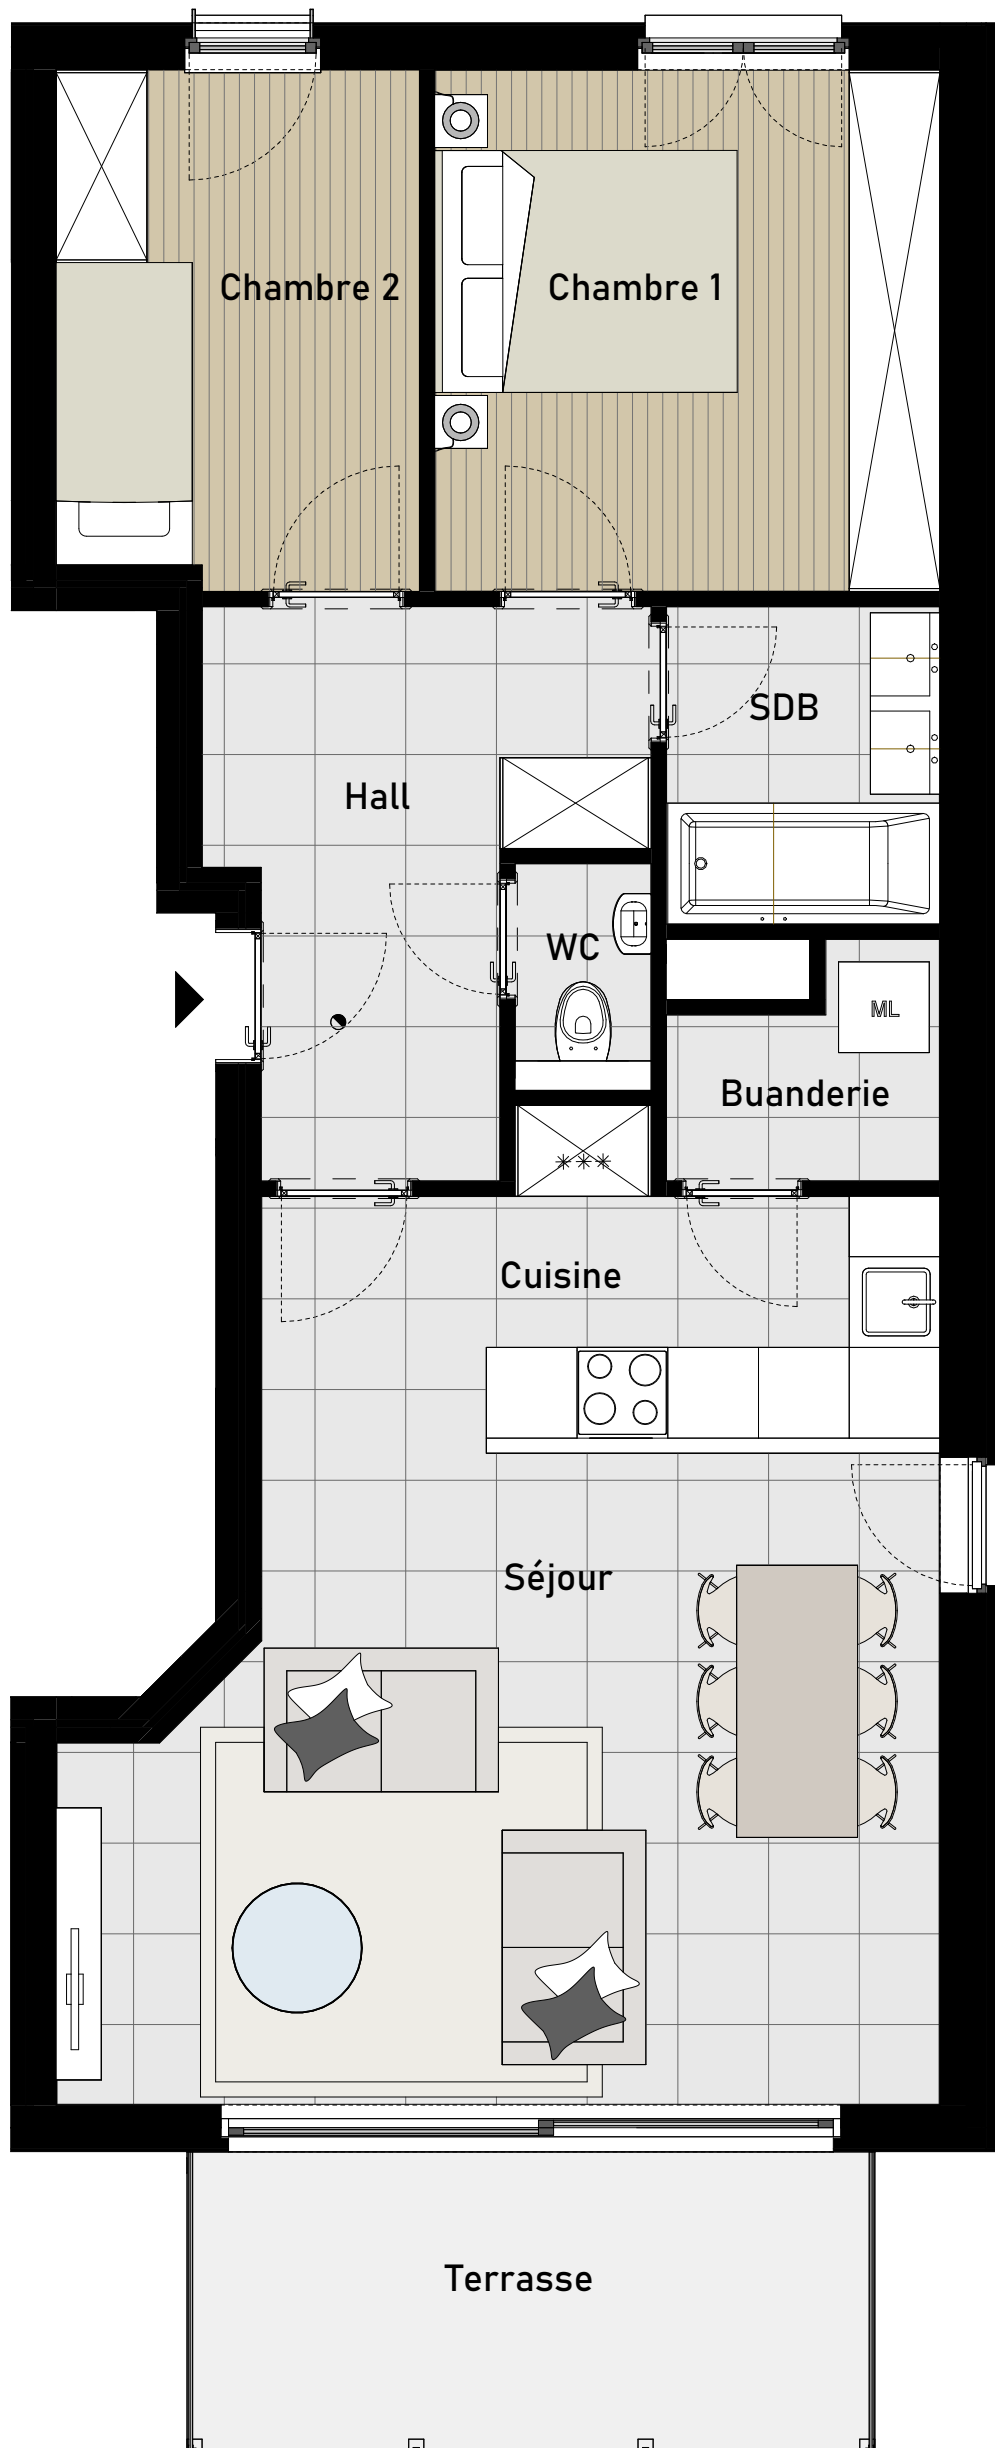 Chambre 2
Chambre 1
SDB
Hall
WC
ML
Buanderie
Cuisine
Séjour
Terrasse